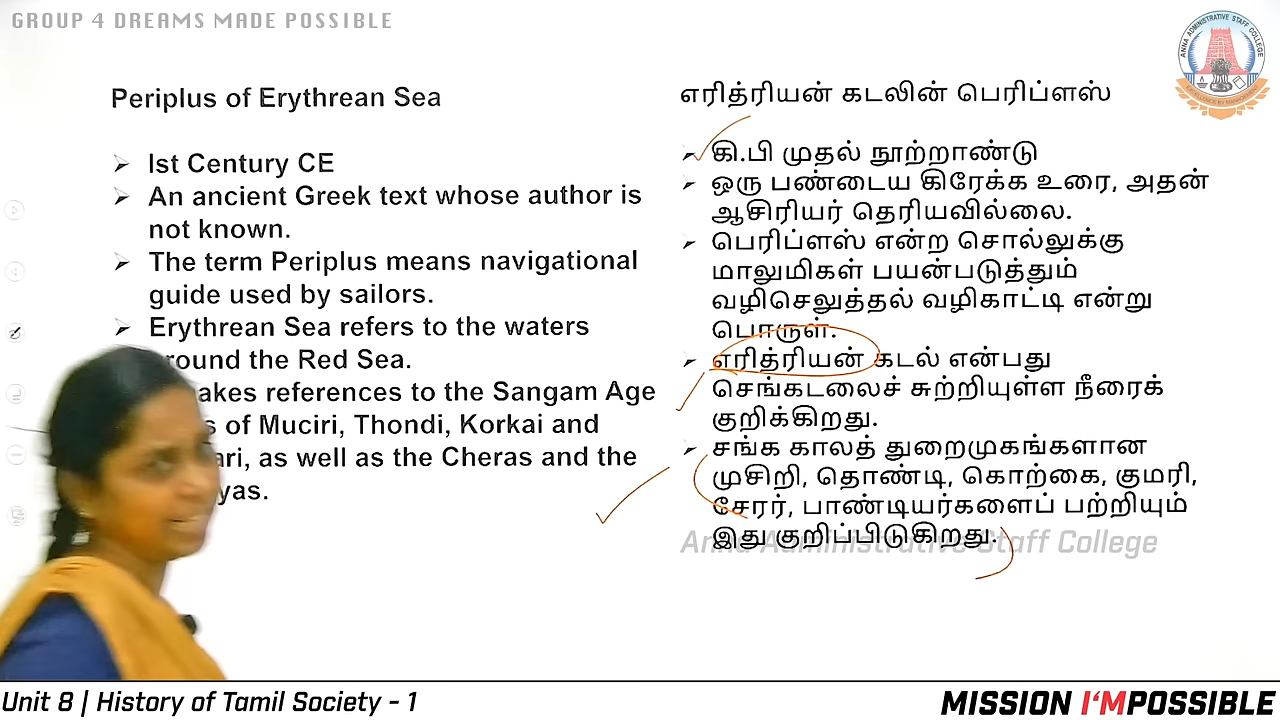 GROUP 4 DREAMS MADE POSSIBLE
ANNA ADMINISTRATIVE STAFF COLLEGE
Periplus of Erythrean Sea
Ist Century CE
An ancient Greek text whose author is
not known.
The term Periplus means navigational
guide used by sailors.
Erythrean Sea refers to the waters
the Red Sea.
references to the Sangam Age
of Muciri, Thondi, Korkai and
as well as the Cheras and the
எரித்ரியன் கடலின் பெரிப்ளஸ்
கி.பி முதல் நூற்றாண்டு
ஒரு பண்டைய கிரேக்க உரை, அதன்
ஆசிரியர் தெரியவில்லை.
பெரிப்ளஸ் என்ற சொல்லுக்கு
மாலுமிகள் பயன்படுத்தும்
வழிசெலுத்தல் வழிகாட்டி என்று
பொருள்.
எரித்ரியன் கடல் என்பது
செங்கடலைச் சுற்றியுள்ள நீரைக்
குறிக்கிறது.
சங்க காலத் துறைமுகங்களான
முசிறி, தொண்டி, கொற்கை, குமரி,
சேரர், பாண்டியர்களைப் பற்றியும்
இது குறிப்பிடுகிறது.
Anna Administrative Staff College
Unit 8 | History of Tamil Society - 1
MISSION I'MPOSSIBLE